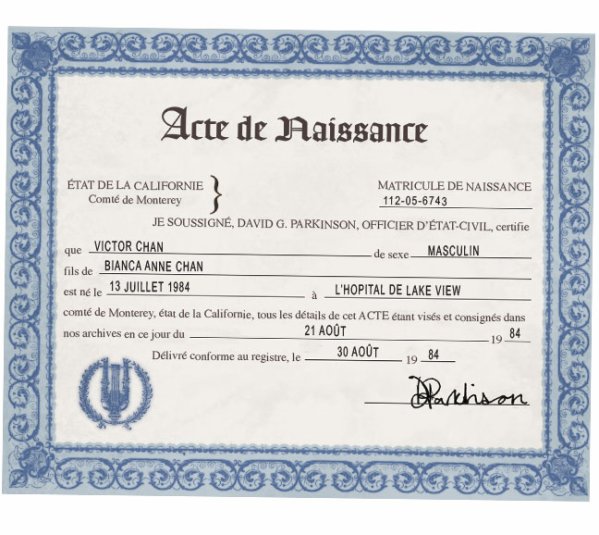 Acte de Naissance
ÉTAT DE LA CALIFORNIE } MATRICULE DE NAISSANCE
Comté de Monterey 112-05-6743
JE SOUSSIGNÉ, DAVID G. PARKINSON, OFFICIER D'ÉTAT-CIVIL, certifie
que VICTOR CHAN de sexe MASCULIN
fils de BIANCA ANNE CHAN
est né le 13 JUILLET 1984 à L'HOPITAL DE LAKE VIEW
comté de Monterey, état de la Californie, tous les détails de cet ACTE étant visés et consignés dans
nos archives en ce jour du 21 AOÛT 19 84
Délivré conforme au registre, le 30 AOÛT 19 84
DParkinson